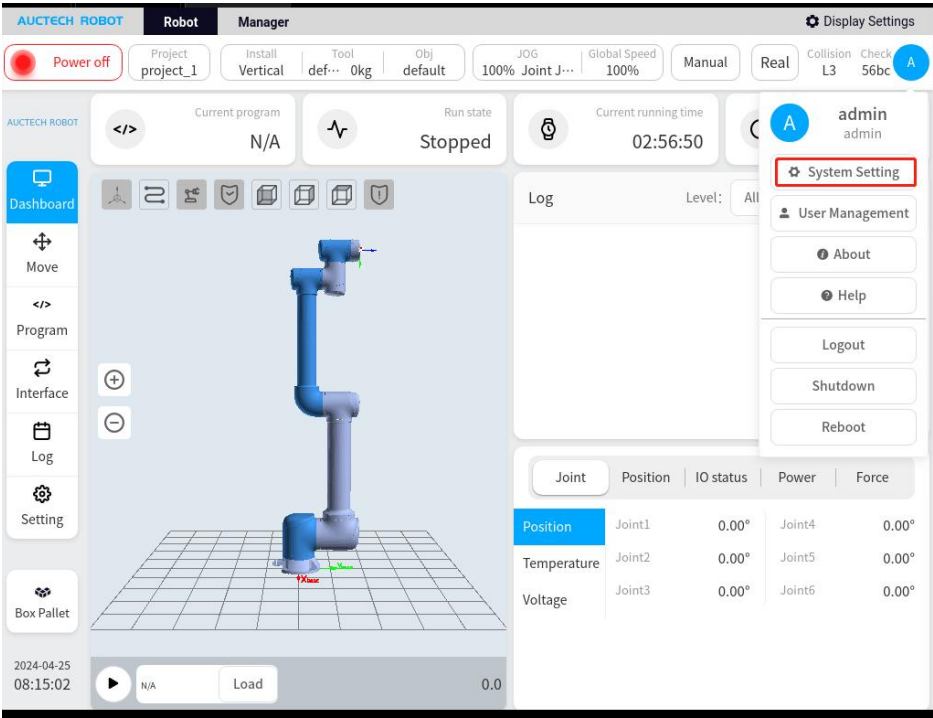 AUCTECH ROBOT Robot Manager Display Settings
Power off
Project
project_1
Install
Vertical
Tool
def··· 0kg
Obj
default
JOG
100% Joint J···
Global Speed
100%
Manual
Real
Collision
L3
Check
56bc
A
AUCTECH ROBOT
Dashboard
Move
</>
Program
Interface
Log
Setting
Box Pallet
2024-04-25
08:15:02
</>
Current program
N/A
Run state
Stopped
Current running time
02:56:50
A
admin
admin
System Setting
User Management
About
Help
Logout
Shutdown
Reboot
Log Level: All
N/A
Load
0.0
Joint Position IO status Power Force
Position
Temperature
Voltage
Joint1 0.00° Joint4 0.00°
Joint2 0.00° Joint5 0.00°
Joint3 0.00° Joint6 0.00°